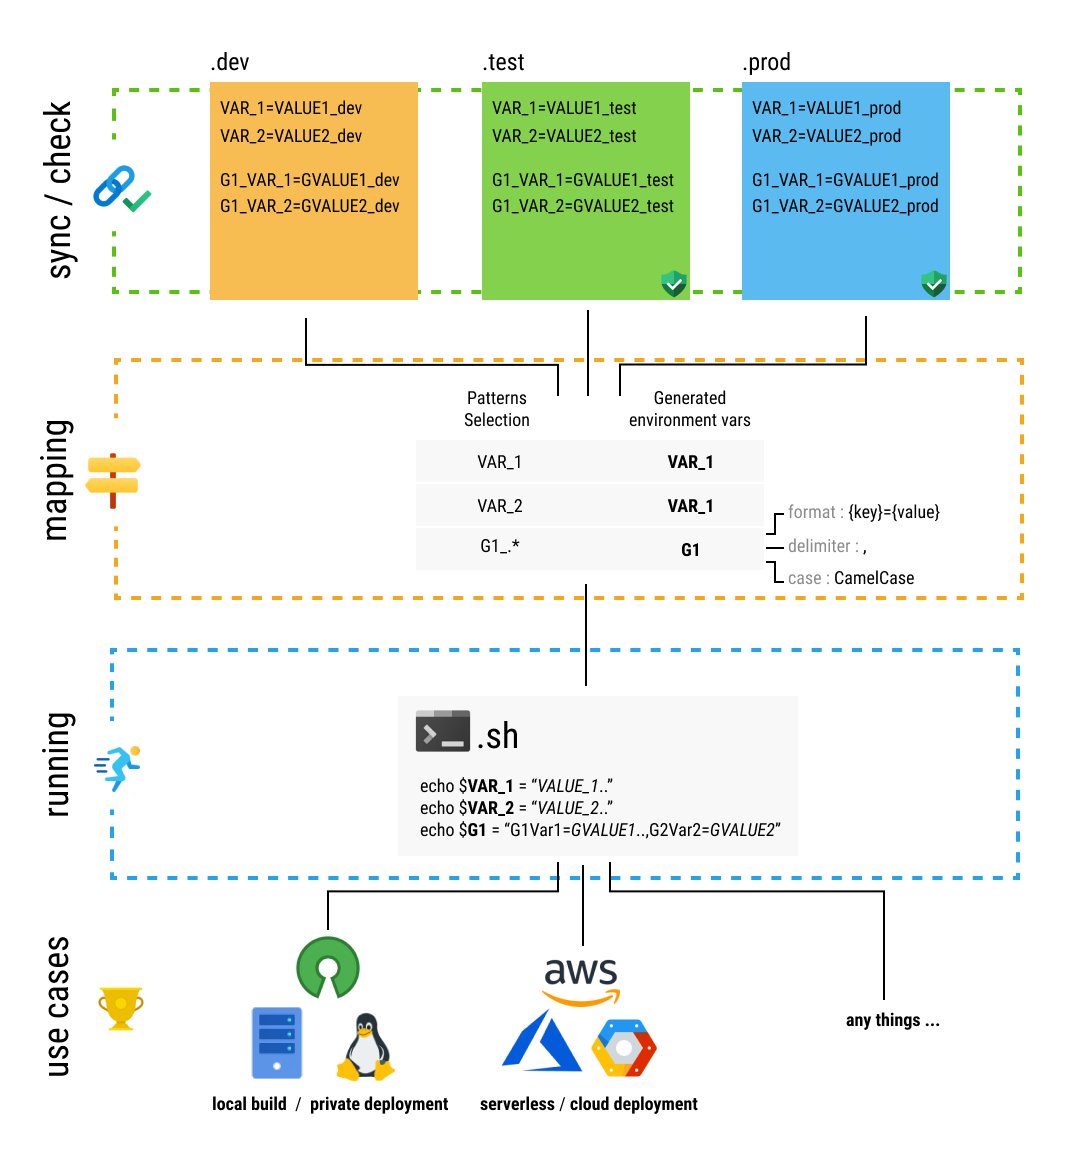 .dev
.test
.prod
sync / check
VAR_1=VALUE1_dev
VAR_2=VALUE2_dev
G1_VAR_1=GVALUE1_dev
G1_VAR_2=GVALUE2_dev
VAR_1=VALUE1_test
VAR_2=VALUE2_test
G1_VAR_1=GVALUE1_test
G1_VAR_2=GVALUE2_test
VAR_1=VALUE1_prod
VAR_2=VALUE2_prod
G1_VAR_1=GVALUE1_prod
G1_VAR_2=GVALUE2_prod
mapping
Patterns
Selection
Generated
environment vars
VAR_1
VAR_1
VAR_2
VAR_1
G1_.*
G1
format : {key}={value}
delimiter : ,
case : CamelCase
running
.sh
echo $VAR_1 = “VALUE_1..”
echo $VAR_2 = “VALUE_2..”
echo $G1 = “G1Var1=GVALUE1..,G2Var2=GVALUE2”
use cases
aws
any things ...
local build / private deployment
serverless / cloud deployment